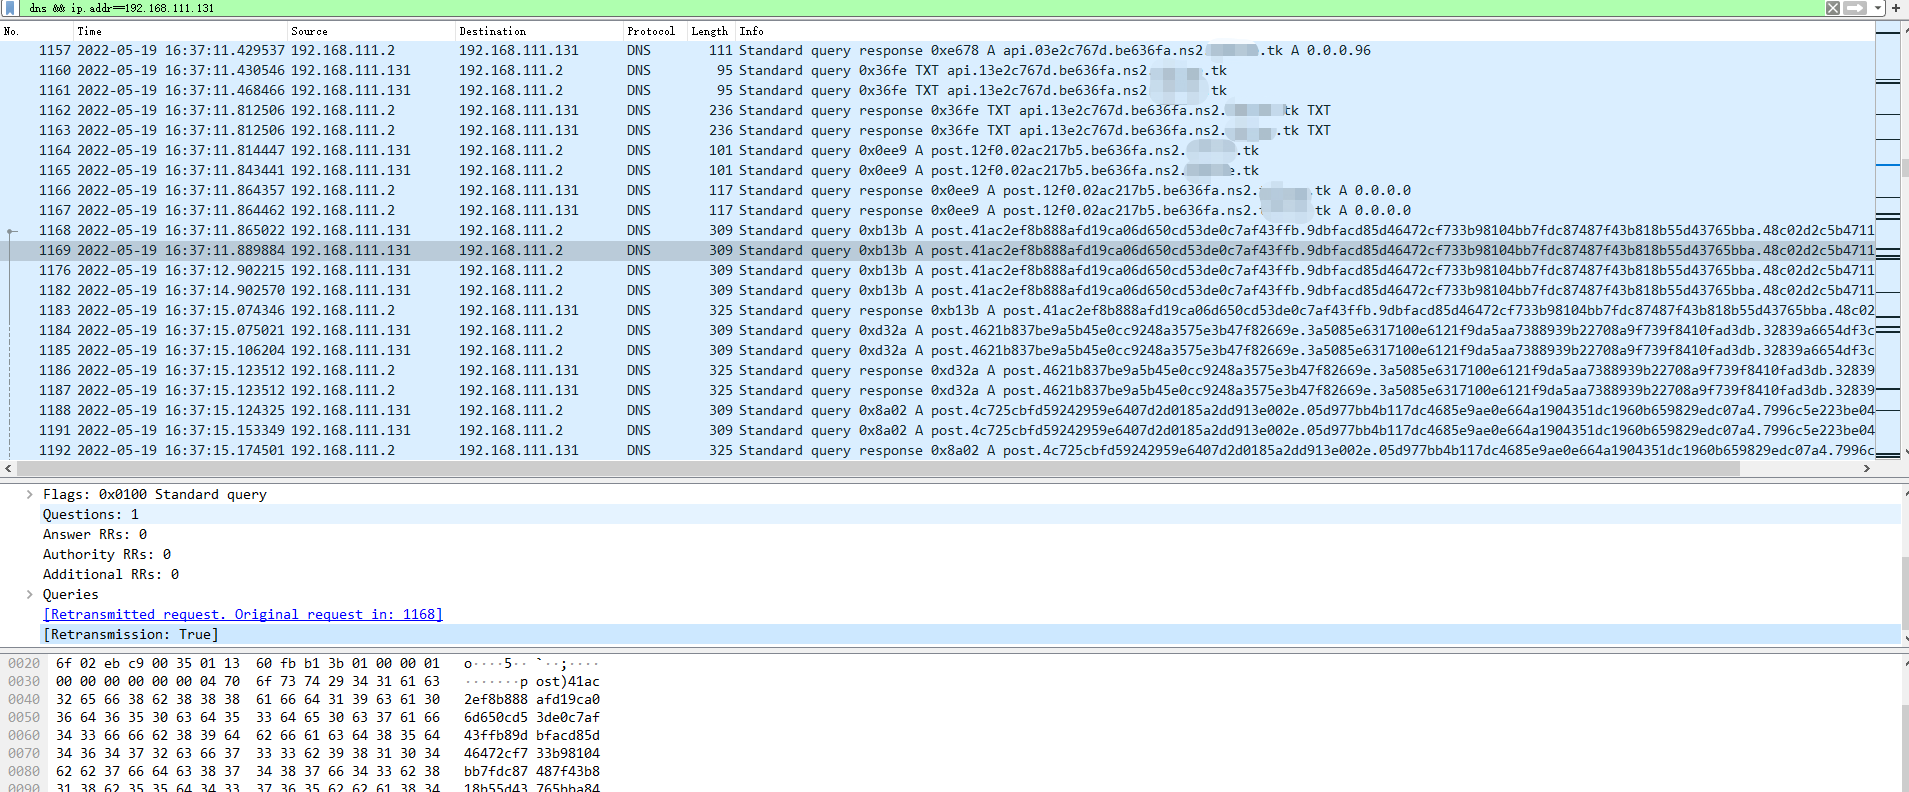 dns && ip.addr==192.168.111.131
No. Time Source Destination Protocol Length Info
1157 2022-05-19 16:37:11.429537 192.168.111.2 192.168.111.131 DNS 111 Standard query response 0xe678 A api.03e2c767d.be636fa.ns2 .tk A 0.0.0.96
1160 2022-05-19 16:37:11.430546 192.168.111.131 192.168.111.2 DNS 95 Standard query 0x36fe TXT api.13e2c767d.be636fa.ns2. .tk
1161 2022-05-19 16:37:11.468466 192.168.111.131 192.168.111.2 DNS 95 Standard query 0x36fe TXT api.13e2c767d.be636fa.ns2 tk
1162 2022-05-19 16:37:11.812506 192.168.111.2 192.168.111.131 DNS 236 Standard query response 0x36fe TXT api.13e2c767d.be636fa.ns2. tk TXT
1163 2022-05-19 16:37:11.812506 192.168.111.2 192.168.111.131 DNS 236 Standard query response 0x36fe TXT api.13e2c767d.be636fa.ns2. .tk TXT
1164 2022-05-19 16:37:11.814447 192.168.111.131 192.168.111.2 DNS 101 Standard query 0x0ee9 A post.12f0.02ac217b5.be636fa.ns2. .tk
1165 2022-05-19 16:37:11.843441 192.168.111.131 192.168.111.2 DNS 101 Standard query 0x0ee9 A post.12f0.02ac217b5.be636fa.ns2. .tk
1166 2022-05-19 16:37:11.864357 192.168.111.2 192.168.111.131 DNS 117 Standard query response 0x0ee9 A post.12f0.02ac217b5.be636fa.ns2. .tk A 0.0.0.0
1167 2022-05-19 16:37:11.864462 192.168.111.2 192.168.111.131 DNS 117 Standard query response 0x0ee9 A post.12f0.02ac217b5.be636fa.ns2. .tk A 0.0.0.0
1168 2022-05-19 16:37:11.865022 192.168.111.131 192.168.111.2 DNS 309 Standard query 0xb13b A post.41ac2ef8b888afd19ca06d650cd53de0c7af43ffb.9dbfacd85d46472cf733b98104bb7fdc87487f43b818b55d43765bba.48c02d2c5b4711
1169 2022-05-19 16:37:11.889884 192.168.111.131 192.168.111.2 DNS 309 Standard query 0xb13b A post.41ac2ef8b888afd19ca06d650cd53de0c7af43ffb.9dbfacd85d46472cf733b98104bb7fdc87487f43b818b55d43765bba.48c02d2c5b4711
1176 2022-05-19 16:37:12.902215 192.168.111.131 192.168.111.2 DNS 309 Standard query 0xb13b A post.41ac2ef8b888afd19ca06d650cd53de0c7af43ffb.9dbfacd85d46472cf733b98104bb7fdc87487f43b818b55d43765bba.48c02d2c5b4711
1182 2022-05-19 16:37:14.902570 192.168.111.131 192.168.111.2 DNS 309 Standard query 0xb13b A post.41ac2ef8b888afd19ca06d650cd53de0c7af43ffb.9dbfacd85d46472cf733b98104bb7fdc87487f43b818b55d43765bba.48c02d2c5b4711
1183 2022-05-19 16:37:15.074346 192.168.111.2 192.168.111.131 DNS 325 Standard query response 0xb13b A post.41ac2ef8b888afd19ca06d650cd53de0c7af43ffb.9dbfacd85d46472cf733b98104bb7fdc87487f43b818b55d43765bba.48c02
1184 2022-05-19 16:37:15.075021 192.168.111.131 192.168.111.2 DNS 309 Standard query 0xd32a A post.4621b837be9a5b45e0cc9248a3575e3b47f82669e.3a5085e6317100e6121f9da5aa7388939b22708a9f739f8410fad3db.32839a6654df3c
1185 2022-05-19 16:37:15.106204 192.168.111.131 192.168.111.2 DNS 309 Standard query 0xd32a A post.4621b837be9a5b45e0cc9248a3575e3b47f82669e.3a5085e6317100e6121f9da5aa7388939b22708a9f739f8410fad3db.32839a6654df3c
1186 2022-05-19 16:37:15.123512 192.168.111.2 192.168.111.131 DNS 325 Standard query response 0xd32a A post.4621b837be9a5b45e0cc9248a3575e3b47f82669e.3a5085e6317100e6121f9da5aa7388939b22708a9f739f8410fad3db.32839
1187 2022-05-19 16:37:15.123512 192.168.111.2 192.168.111.131 DNS 325 Standard query response 0xd32a A post.4621b837be9a5b45e0cc9248a3575e3b47f82669e.3a5085e6317100e6121f9da5aa7388939b22708a9f739f8410fad3db.32839
1188 2022-05-19 16:37:15.124325 192.168.111.131 192.168.111.2 DNS 309 Standard query 0x8a02 A post.4c725cbfd59242959e6407d2d0185a2dd913e002e.05d977bb4b117dc4685e9ae0e664a1904351dc1960b659829edc07a4.7996c5e223be04
1191 2022-05-19 16:37:15.153349 192.168.111.131 192.168.111.2 DNS 309 Standard query 0x8a02 A post.4c725cbfd59242959e6407d2d0185a2dd913e002e.05d977bb4b117dc4685e9ae0e664a1904351dc1960b659829edc07a4.7996c5e223be04
1192 2022-05-19 16:37:15.174501 192.168.111.2 192.168.111.131 DNS 325 Standard query response 0x8a02 A post.4c725cbfd59242959e6407d2d0185a2dd913e002e.05d977bb4b117dc4685e9ae0e664a1904351dc1960b659829edc07a4.7996c
Flags: 0x0100 Standard query
Questions: 1
Answer RRs: 0
Authority RRs: 0
Additional RRs: 0
Queries
[Retransmitted request. Original request in: 1168]
[Retransmission: True]
0020 6f 02 eb c9 00 35 01 13 60 fb b1 3b 01 00 00 01 o····5·· `··;····
0030 00 00 00 00 00 00 04 70 6f 73 74 29 34 31 61 63 ·······p ost)41ac
0040 32 65 66 38 62 38 38 38 61 66 64 31 39 63 61 30 2ef8b888 afd19ca0
0050 36 64 36 35 30 63 64 35 33 64 65 30 63 37 61 66 6d650cd5 3de0c7af
0060 34 33 66 66 62 38 39 64 62 66 61 63 64 38 35 64 43ffb89d bfacd85d
0070 34 36 34 37 32 63 66 37 33 33 62 39 38 31 30 34 46472cf7 33b98104
0080 62 62 37 66 64 63 38 37 34 38 37 66 34 33 62 38 bb7fdc87 487f43b8
0090 31 38 62 35 35 64 34 33 37 36 35 62 62 61 38 34 18b55d43 765bba84